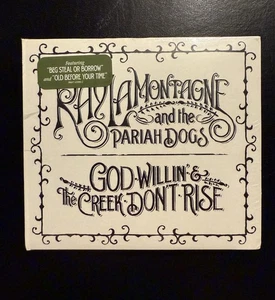 Featuring
"BEG STEAL OR BORROW"
and "OLD BEFORE YOUR TIME"
RAY LAMONTAGNE
and the
PARIAH DOGS
GOD WILLIN' &
The CREEK DON'T RISE